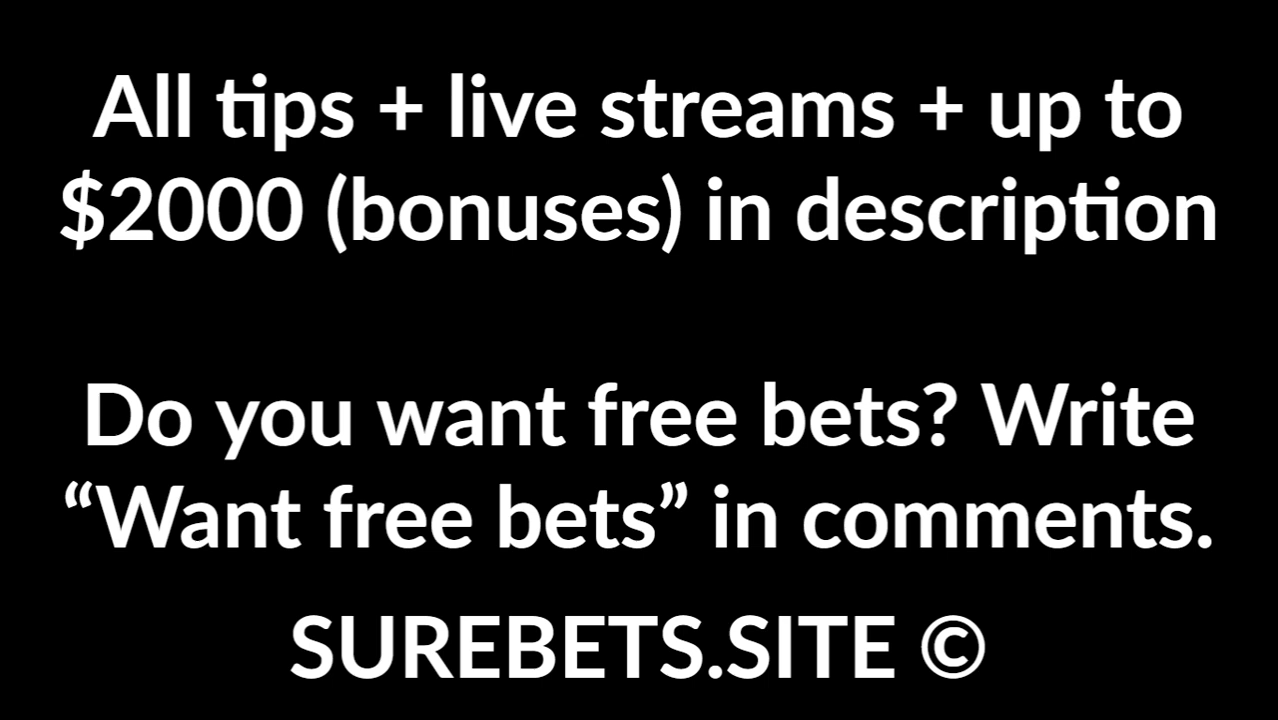 All tips + live streams + up to
$2000 (bonuses) in description
Do you want free bets? Write
“Want free bets” in comments.
SUREBETS.SITE ©